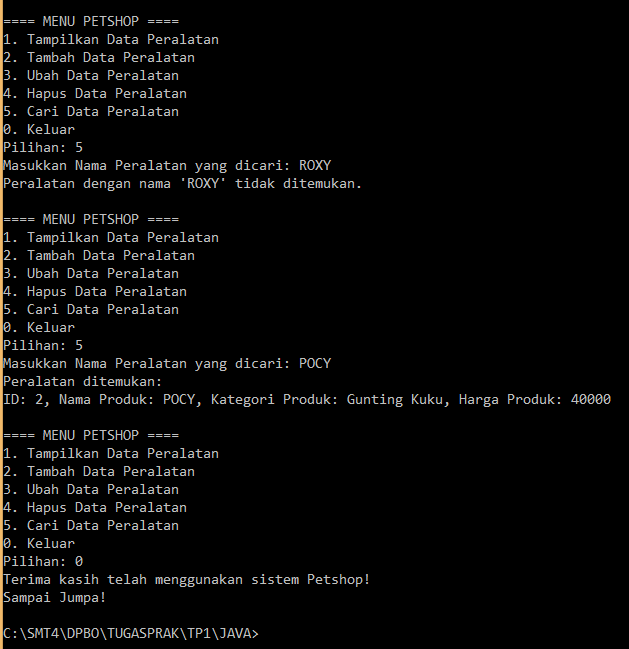 ==== MENU PETSHOP ====
1. Tampilkan Data Peralatan
2. Tambah Data Peralatan
3. Ubah Data Peralatan
4. Hapus Data Peralatan
5. Cari Data Peralatan
0. Keluar
Pilihan: 5
Masukkan Nama Peralatan yang dicari: ROXY
Peralatan dengan nama 'ROXY' tidak ditemukan.

==== MENU PETSHOP ====
1. Tampilkan Data Peralatan
2. Tambah Data Peralatan
3. Ubah Data Peralatan
4. Hapus Data Peralatan
5. Cari Data Peralatan
0. Keluar
Pilihan: 5
Masukkan Nama Peralatan yang dicari: POCY
Peralatan ditemukan:
ID: 2, Nama Produk: POCY, Kategori Produk: Gunting Kuku, Harga Produk: 40000

==== MENU PETSHOP ====
1. Tampilkan Data Peralatan
2. Tambah Data Peralatan
3. Ubah Data Peralatan
4. Hapus Data Peralatan
5. Cari Data Peralatan
0. Keluar
Pilihan: 0
Terima kasih telah menggunakan sistem Petshop!
Sampai Jumpa!

C:\SMT4\DPBO\TUGASPRAK\TP1\JAVA>